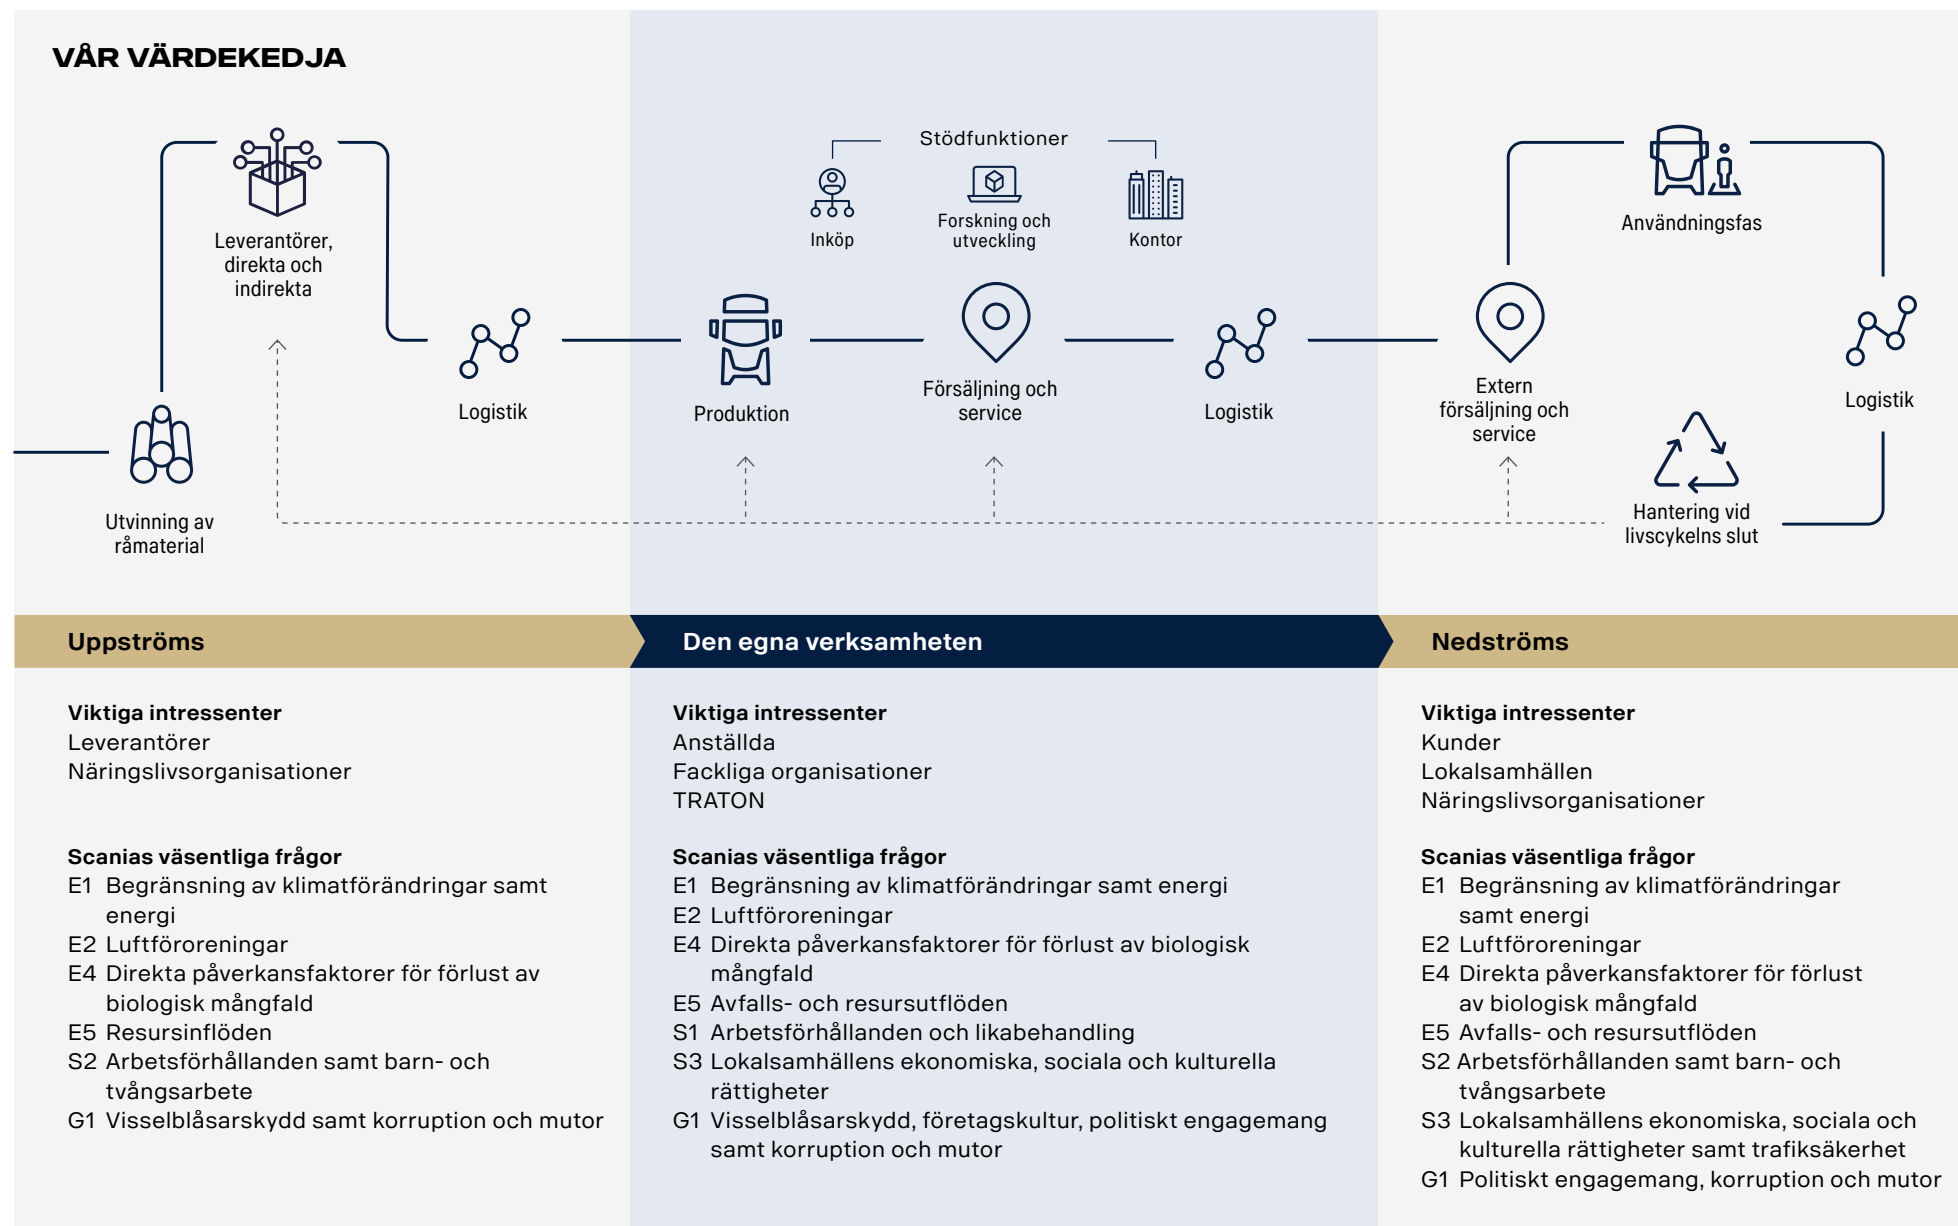 VÅR VÄRDEKEDJA
Leverantörer,
direkta och
indirekta
Utvinning av
råmaterial
Logistik
Stödfunktioner
Inköp
Forskning och
utveckling
Kontor
Produktion
Försäljning och
service
Logistik
Extern
försäljning och
service
Användningsfas
Logistik
Hantering vid
livscykelns slut
Uppströms
Viktiga intressenter
Leverantörer
Näringslivsorganisationer
Scanias väsentliga frågor
E1 Begränsning av klimatförändringar samt
energi
E2 Luftföroreningar
E4 Direkta påverkansfaktorer för förlust av
biologisk mångfald
E5 Resursinflöden
S2 Arbetsförhållanden samt barn- och
tvångsarbete
G1 Visselblåsarskydd samt korruption och mutor
Den egna verksamheten
Viktiga intressenter
Anställda
Fackliga organisationer
TRATON
Scanias väsentliga frågor
E1 Begränsning av klimatförändringar samt energi
E2 Luftföroreningar
E4 Direkta påverkansfaktorer för förlust av biologisk
mångfald
E5 Avfalls- och resursutflöden
S1 Arbetsförhållanden och likabehandling
S3 Lokalsamhällens ekonomiska, sociala och kulturella
rättigheter
G1 Visselblåsarskydd, företagskultur, politiskt engagemang
samt korruption och mutor
Nedströms
Viktiga intressenter
Kunder
Lokalsamhällen
Näringslivsorganisationer
Scanias väsentliga frågor
E1 Begränsning av klimatförändringar
samt energi
E2 Luftföroreningar
E4 Direkta påverkansfaktorer för förlust
av biologisk mångfald
E5 Avfalls- och resursutflöden
S2 Arbetsförhållanden samt barn- och
tvångsarbete
S3 Lokalsamhällens ekonomiska, sociala och
kulturella rättigheter samt trafiksäkerhet
G1 Politiskt engagemang, korruption och mutor